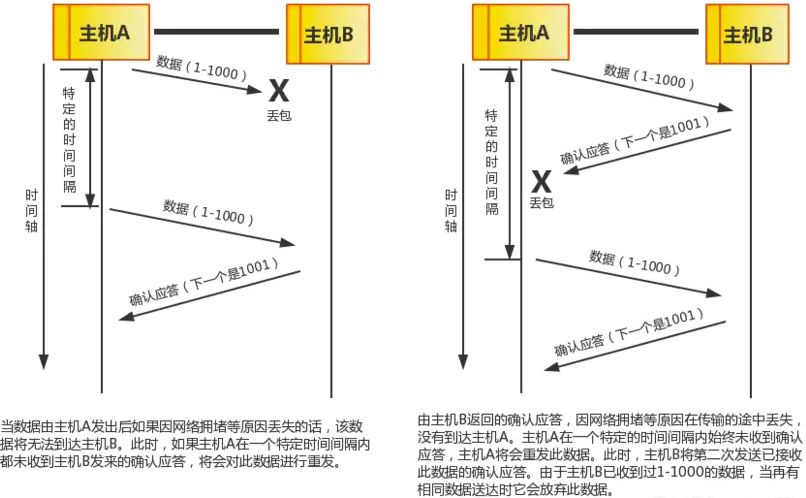 主机A
主机B
数据（1-1000）
X
丢包
特定的时间间隔
时间轴
数据（1-1000）
确认应答（下一个是1001）
当数据由主机A发出后如果因网络拥堵等原因丢失的话，该数
据将无法到达主机B。此时，如果主机A在一个特定时间间隔内
都未收到主机B发来的确认应答，将会对此数据进行重发。
主机A
主机B
数据（1-1000）
确认应答（下一个是1001）
X
丢包
特定的时间间隔
时间轴
数据（1-1000）
确认应答（下一个是1001）
由主机B返回的确认应答，因网络拥堵等原因在传输的途中丢失，
没有到达主机A。主机A在一个特定的时间间隔内始终未收到确认
应答，主机A将会重发此数据。此时，主机B将第二次发送已接收
此数据的确认应答。由于主机B已收到过1-1000的数据，当再有
相同数据送达时它会放弃此数据。